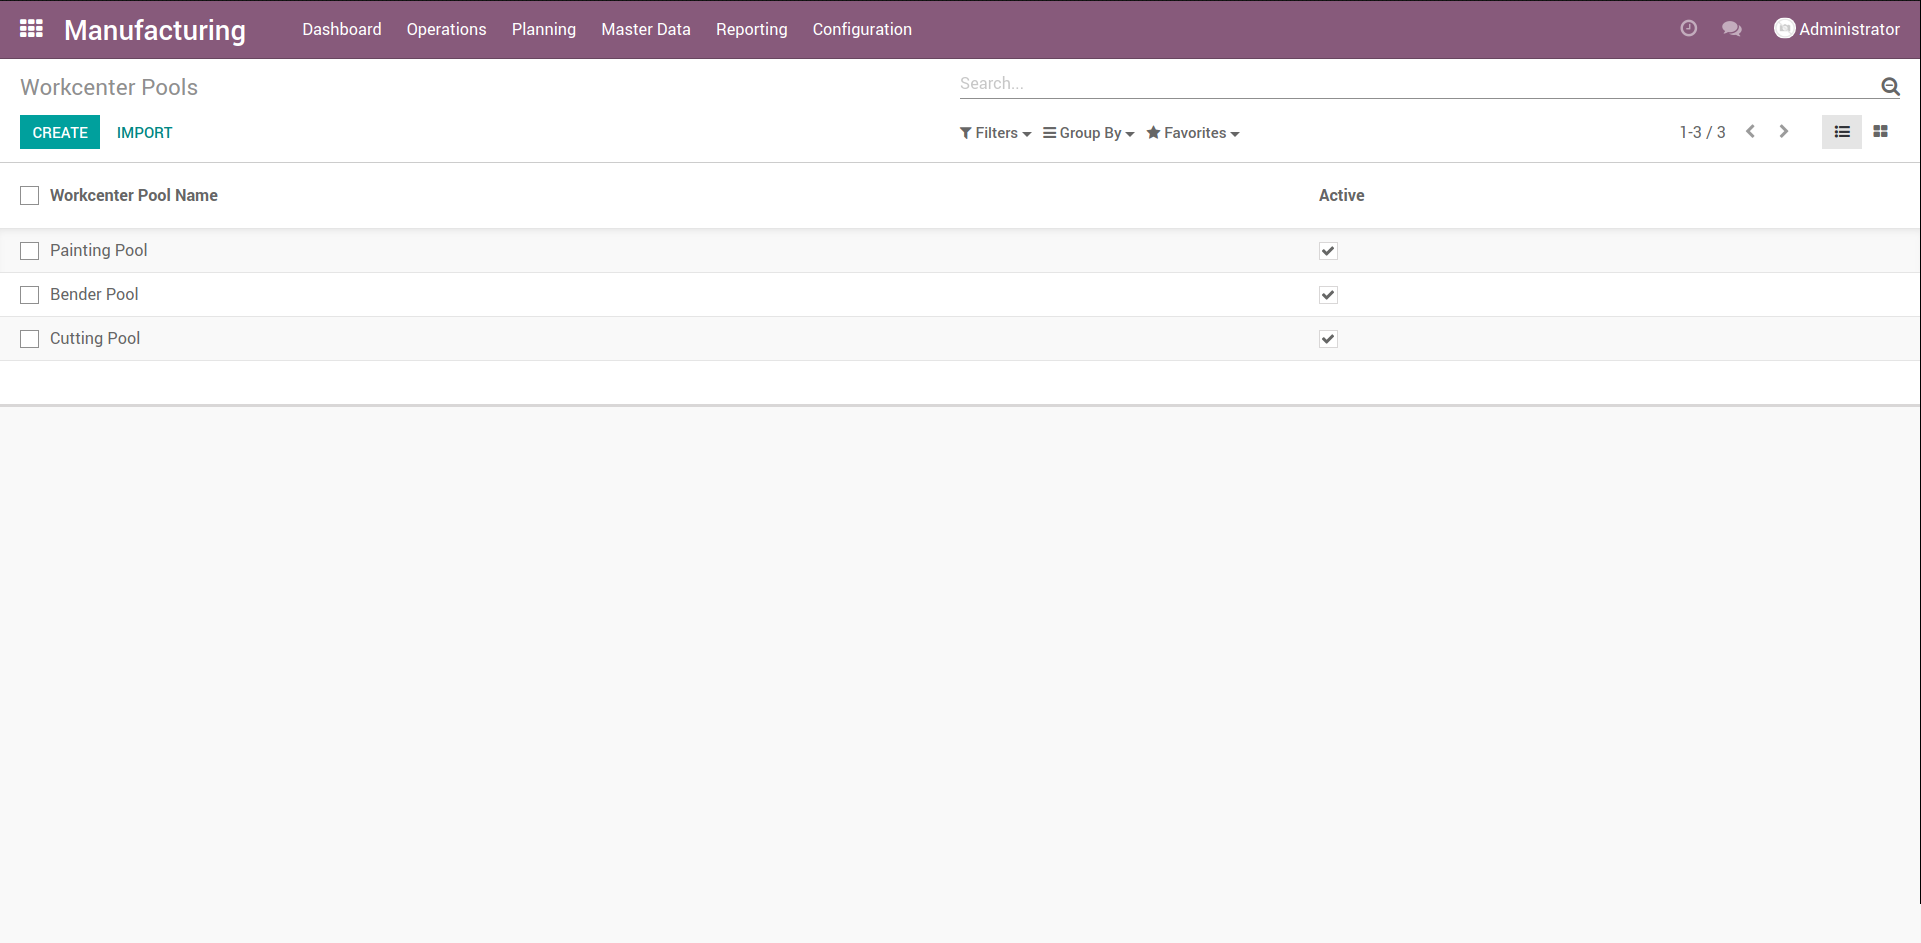 Manufacturing Dashboard Operations Planning Master Data Reporting Configuration Administrator
Workcenter Pools Search...
CREATE IMPORT Filters Group By Favorites 1-3 / 3
Workcenter Pool Name Active
Painting Pool
Bender Pool
Cutting Pool